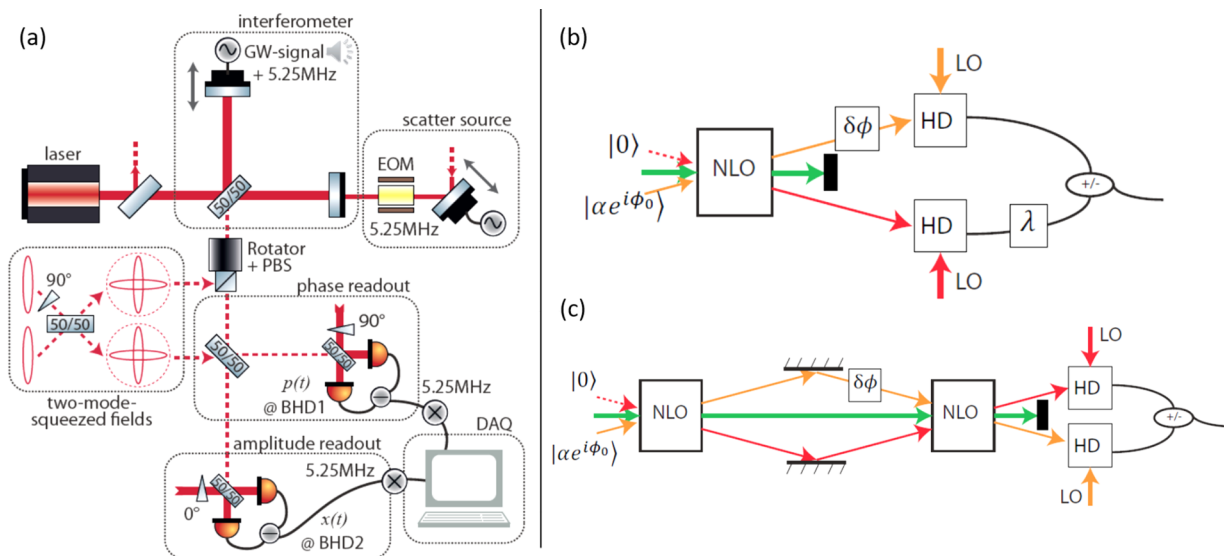 (a)
interferometer
GW-signal
+ 5.25MHz
scatter source
laser
EOM
50/50
5.25MHz
Rotator
+ PBS
90°
50/50
two-mode-
squeezed fields
phase readout
50/50
90°
50/50
p(t)
@ BHD1
5.25MHz
DAQ
amplitude readout
5.25MHz
50/50
0°
x(t)
@ BHD2
(b)
LO
δϕ
HD
|0⟩
NLO
|αe^{iϕ₀}⟩
+/-
HD
λ
LO
(c)
LO
|0⟩
δϕ
HD
NLO
NLO
+/-
|αe^{iϕ₀}⟩
HD
LO